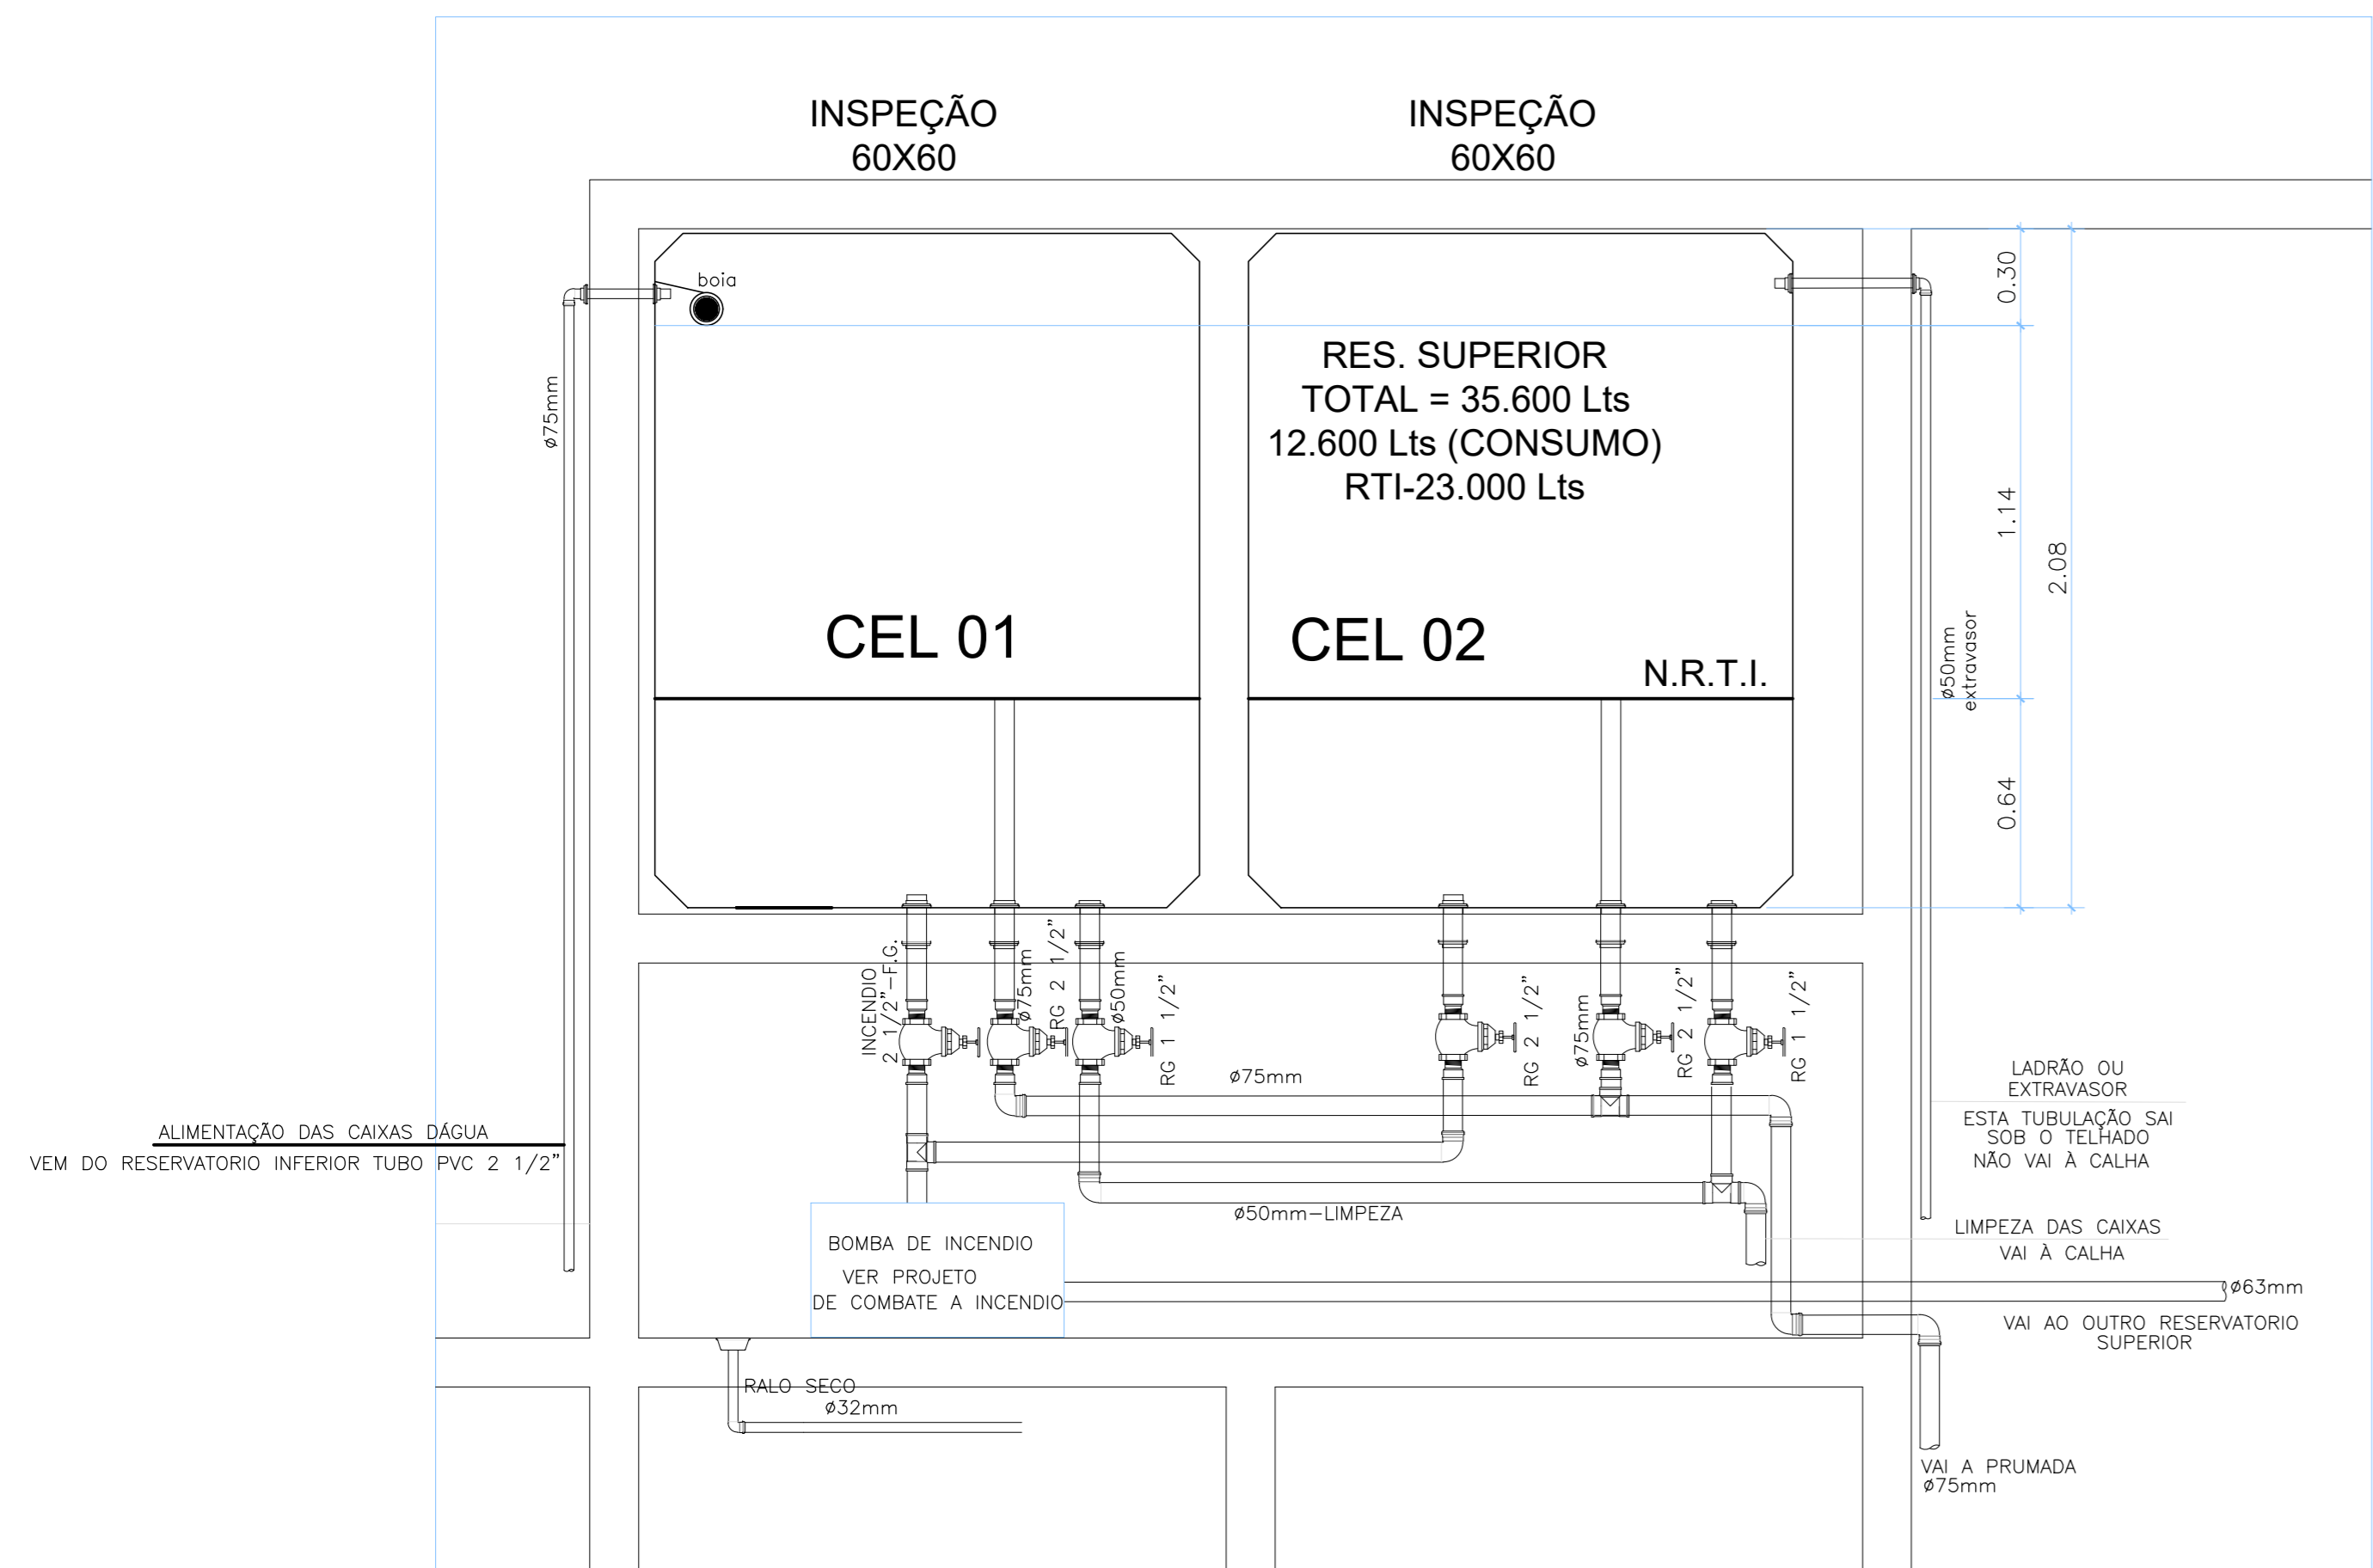 INSPEÇÃO
60X60
INSPEÇÃO
60X60
boia
ø75mm
RES. SUPERIOR
TOTAL = 35.600 Lts
12.600 Lts (CONSUMO)
RTI-23.000 Lts
CEL 01
CEL 02
N.R.T.I.
0.30
1.14
2.08
0.64
ø50mm
extravasor
INCENDIO
2 1/2"-F.G.
ø75mm
RG 2 1/2"
ø50mm
RG 1 1/2"
RG 2 1/2"
ø75mm
RG 2 1/2"
RG 1 1/2"
ø75mm
ø50mm-LIMPEZA
ALIMENTAÇÃO DAS CAIXAS DÁGUA
VEM DO RESERVATORIO INFERIOR TUBO PVC 2 1/2"
LADRÃO OU
EXTRAVASOR
ESTA TUBULAÇÃO SAI
SOB O TELHADO
NÃO VAI À CALHA
LIMPEZA DAS CAIXAS
VAI À CALHA
BOMBA DE INCENDIO
VER PROJETO
DE COMBATE A INCENDIO
ø63mm
VAI AO OUTRO RESERVATORIO
SUPERIOR
RALO SECO
ø32mm
VAI A PRUMADA
ø75mm